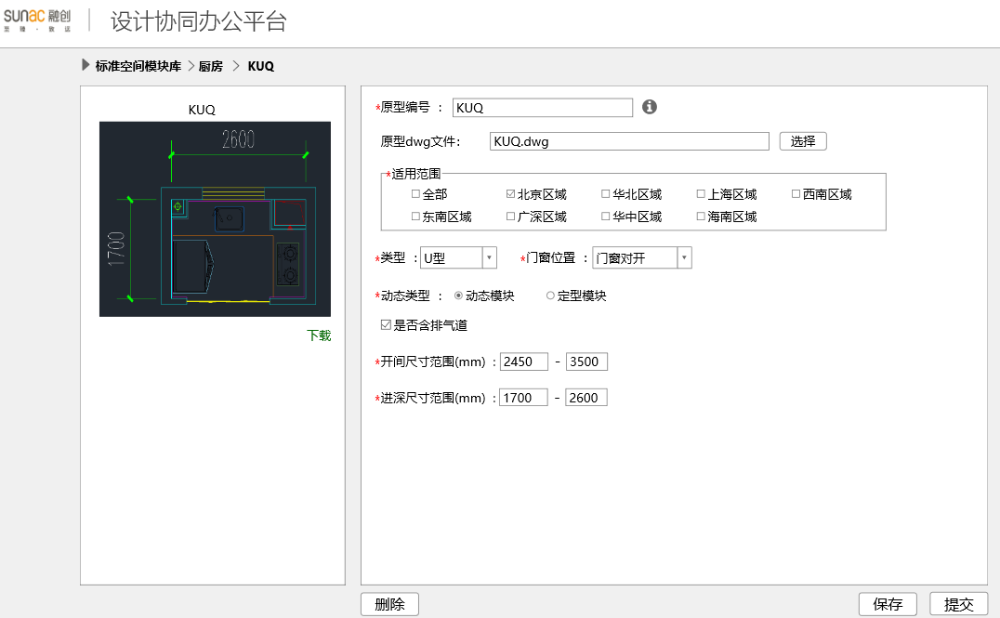 sunac 融创
至臻·致远
设计协同办公平台
标准空间模块库 > 厨房 > KUQ
KUQ
2600
1700
下载
*原型编号 : KUQ
原型dwg文件: KUQ.dwg 选择
*适用范围
全部 北京区域 华北区域 上海区域 西南区域
东南区域 广深区域 华中区域 海南区域
*类型 : U型 *门窗位置 : 门窗对开
*动态类型 : 动态模块 定型模块
是否含排气道
*开间尺寸范围(mm) : 2450 - 3500
*进深尺寸范围(mm) : 1700 - 2600
删除 保存 提交